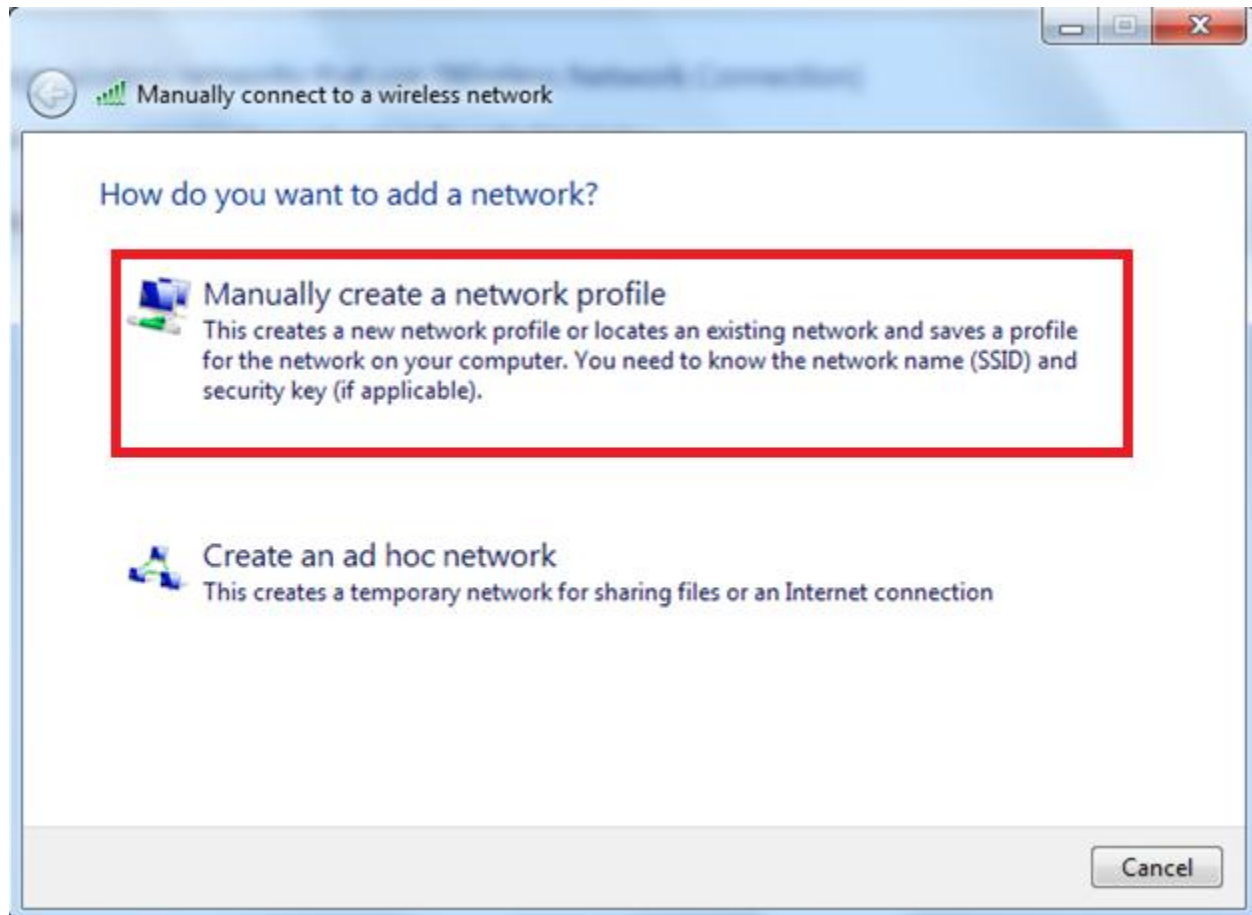 Manually connect to a wireless network
How do you want to add a network?
Manually create a network profile
This creates a new network profile or locates an existing network and saves a profile
for the network on your computer. You need to know the network name (SSID) and
security key (if applicable).
Create an ad hoc network
This creates a temporary network for sharing files or an Internet connection
Cancel